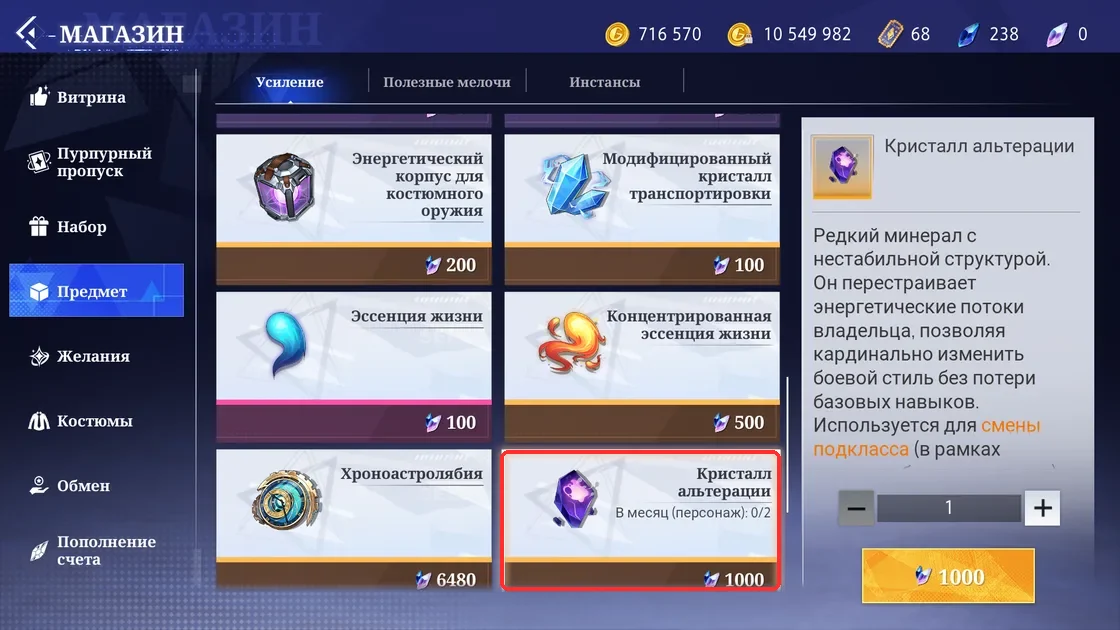 МАГАЗИН
716 570
10 549 982
68
238
0
Витрина
Пурпурный
пропуск
Набор
Предмет
Желания
Костюмы
Обмен
Пополнение
счета
Усиление
Полезные мелочи
Инстансы
Энергетический
корпус для
костюмного
оружия
200
Модифицированный
кристалл
транспортировки
100
Эссенция жизни
100
Концентрированная
эссенция жизни
500
Хроноастролябия
6480
Кристалл
альтерации
В месяц (персонаж): 0/2
1000
Кристалл альтерации
Редкий минерал с
нестабильной структурой.
Он перестраивает
энергетические потоки
владельца, позволяя
кардинально изменить
боевой стиль без потери
базовых навыков.
Используется для смены
подкласса (в рамках
1
1000